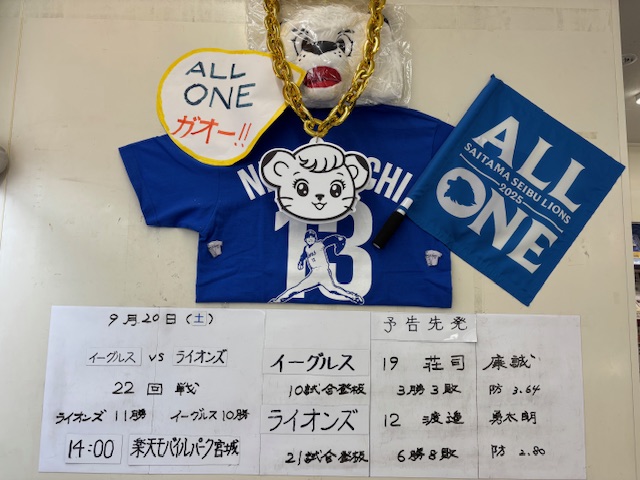 ALL
ONE
ガオー!!
CHI
13
ALL
SAITAMA SEIBU LIONS
2025
ONE
9月20日(土)
イーグルス vs ライオンズ
22回戦
ライオンズ11勝 イーグルス10勝
14:00 楽天モバイルパーク宮城
予告先発
イーグルス 19 荘司 康誠
10試合登板 3勝3敗 防 3.64
ライオンズ 12 渡邉 勇太朗
21試合登板 6勝8敗 防 2.80